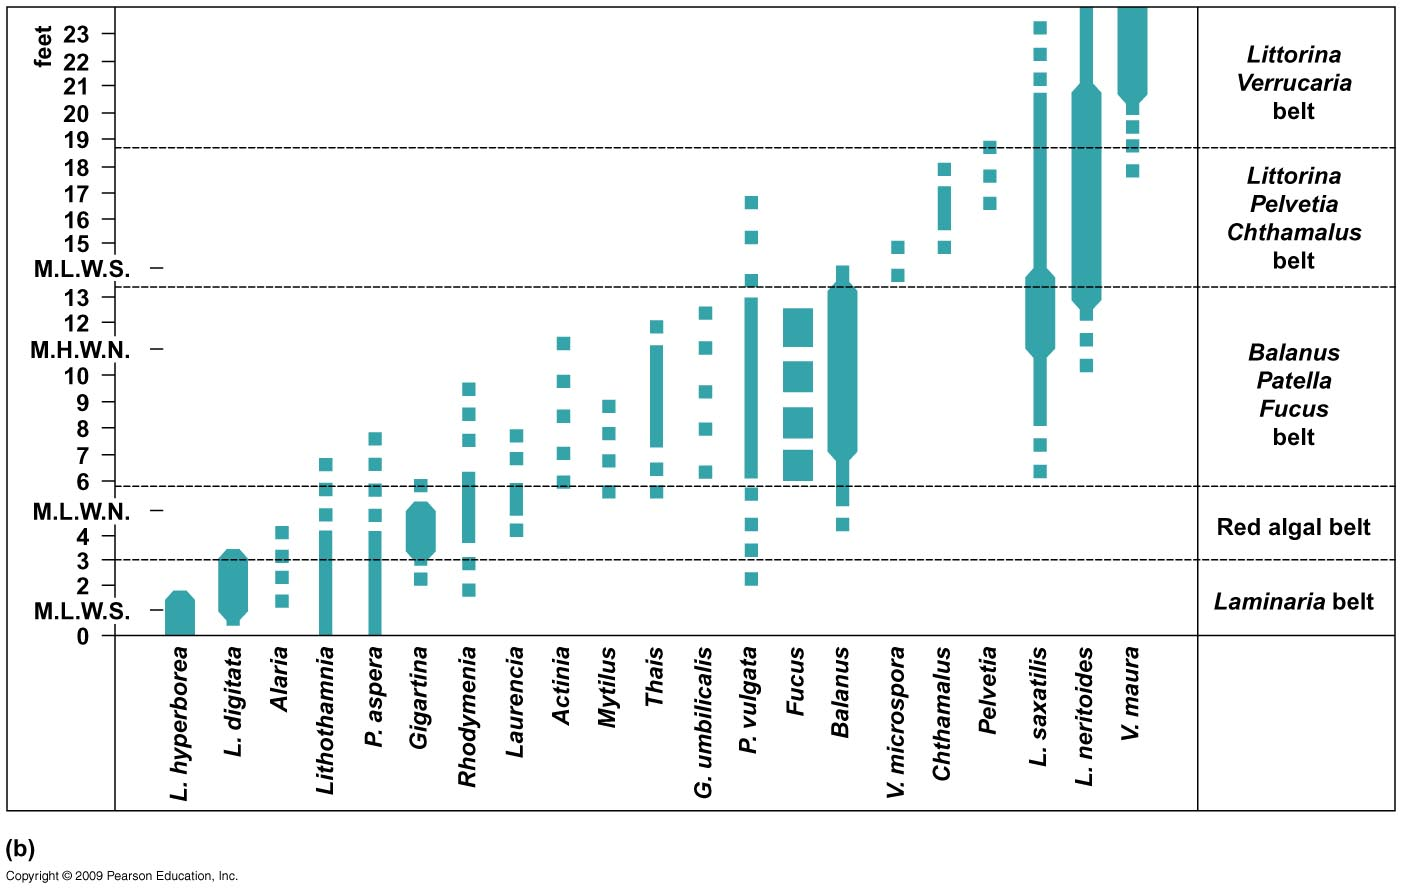 feet
23
22
21
20
19
18
17
16
15
M.L.W.S.
13
12
M.H.W.N.
10
9
8
7
6
M.L.W.N.
4
3
2
M.L.W.S.
0
Littorina
Verrucaria
belt
Littorina
Pelvetia
Chthamalus
belt
Balanus
Patella
Fucus
belt
Red algal belt
Laminaria belt
L. hyperborea
L. digitata
Alaria
Lithothamnia
P. aspera
Gigartina
Rhodymenia
Laurencia
Actinia
Mytilus
Thais
G. umbilicalis
P. vulgata
Fucus
Balanus
V. microspora
Chthamalus
Pelvetia
L. saxatilis
L. neritoides
V. maura
(b)
Copyright © 2009 Pearson Education, Inc.